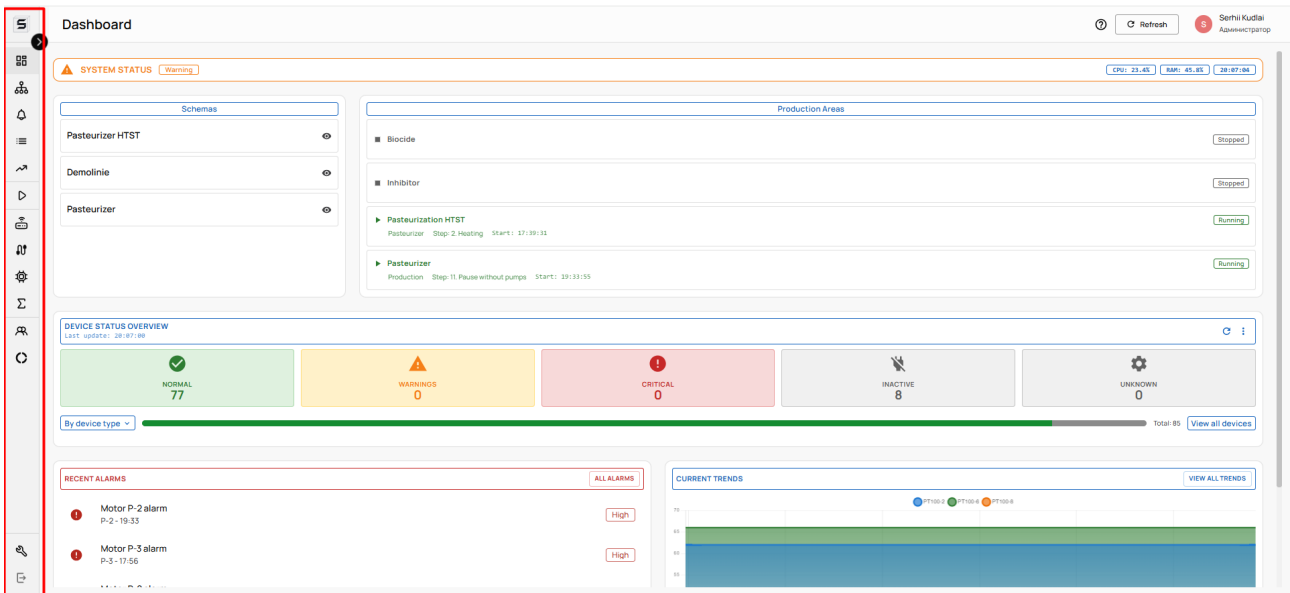 S
Dashboard
Refresh
S
Serhii Kudlai
Администратор
SYSTEM STATUS
Warning
CPU: 23.4%
RAM: 45.8%
20:07:04
Schemas
Pasteurizer HTST
Demolinie
Pasteurizer
Production Areas
Biocide
Stopped
Inhibitor
Stopped
Pasteurization HTST
Running
Pasteurizer Step: 2. Heating Start: 17:39:31
Pasteurizer
Running
Production Step: 11. Pause without pumps Start: 19:33:55
DEVICE STATUS OVERVIEW
Last update: 20:07:00
NORMAL
77
WARNINGS
0
CRITICAL
0
INACTIVE
8
UNKNOWN
0
By device type
Total: 85
View all devices
RECENT ALARMS
ALL ALARMS
Motor P-2 alarm
P-2 - 19:33
High
Motor P-3 alarm
P-3 - 17:56
High
CURRENT TRENDS
VIEW ALL TRENDS
PT100-2 PT100-6 PT100-8
70
65
60
55